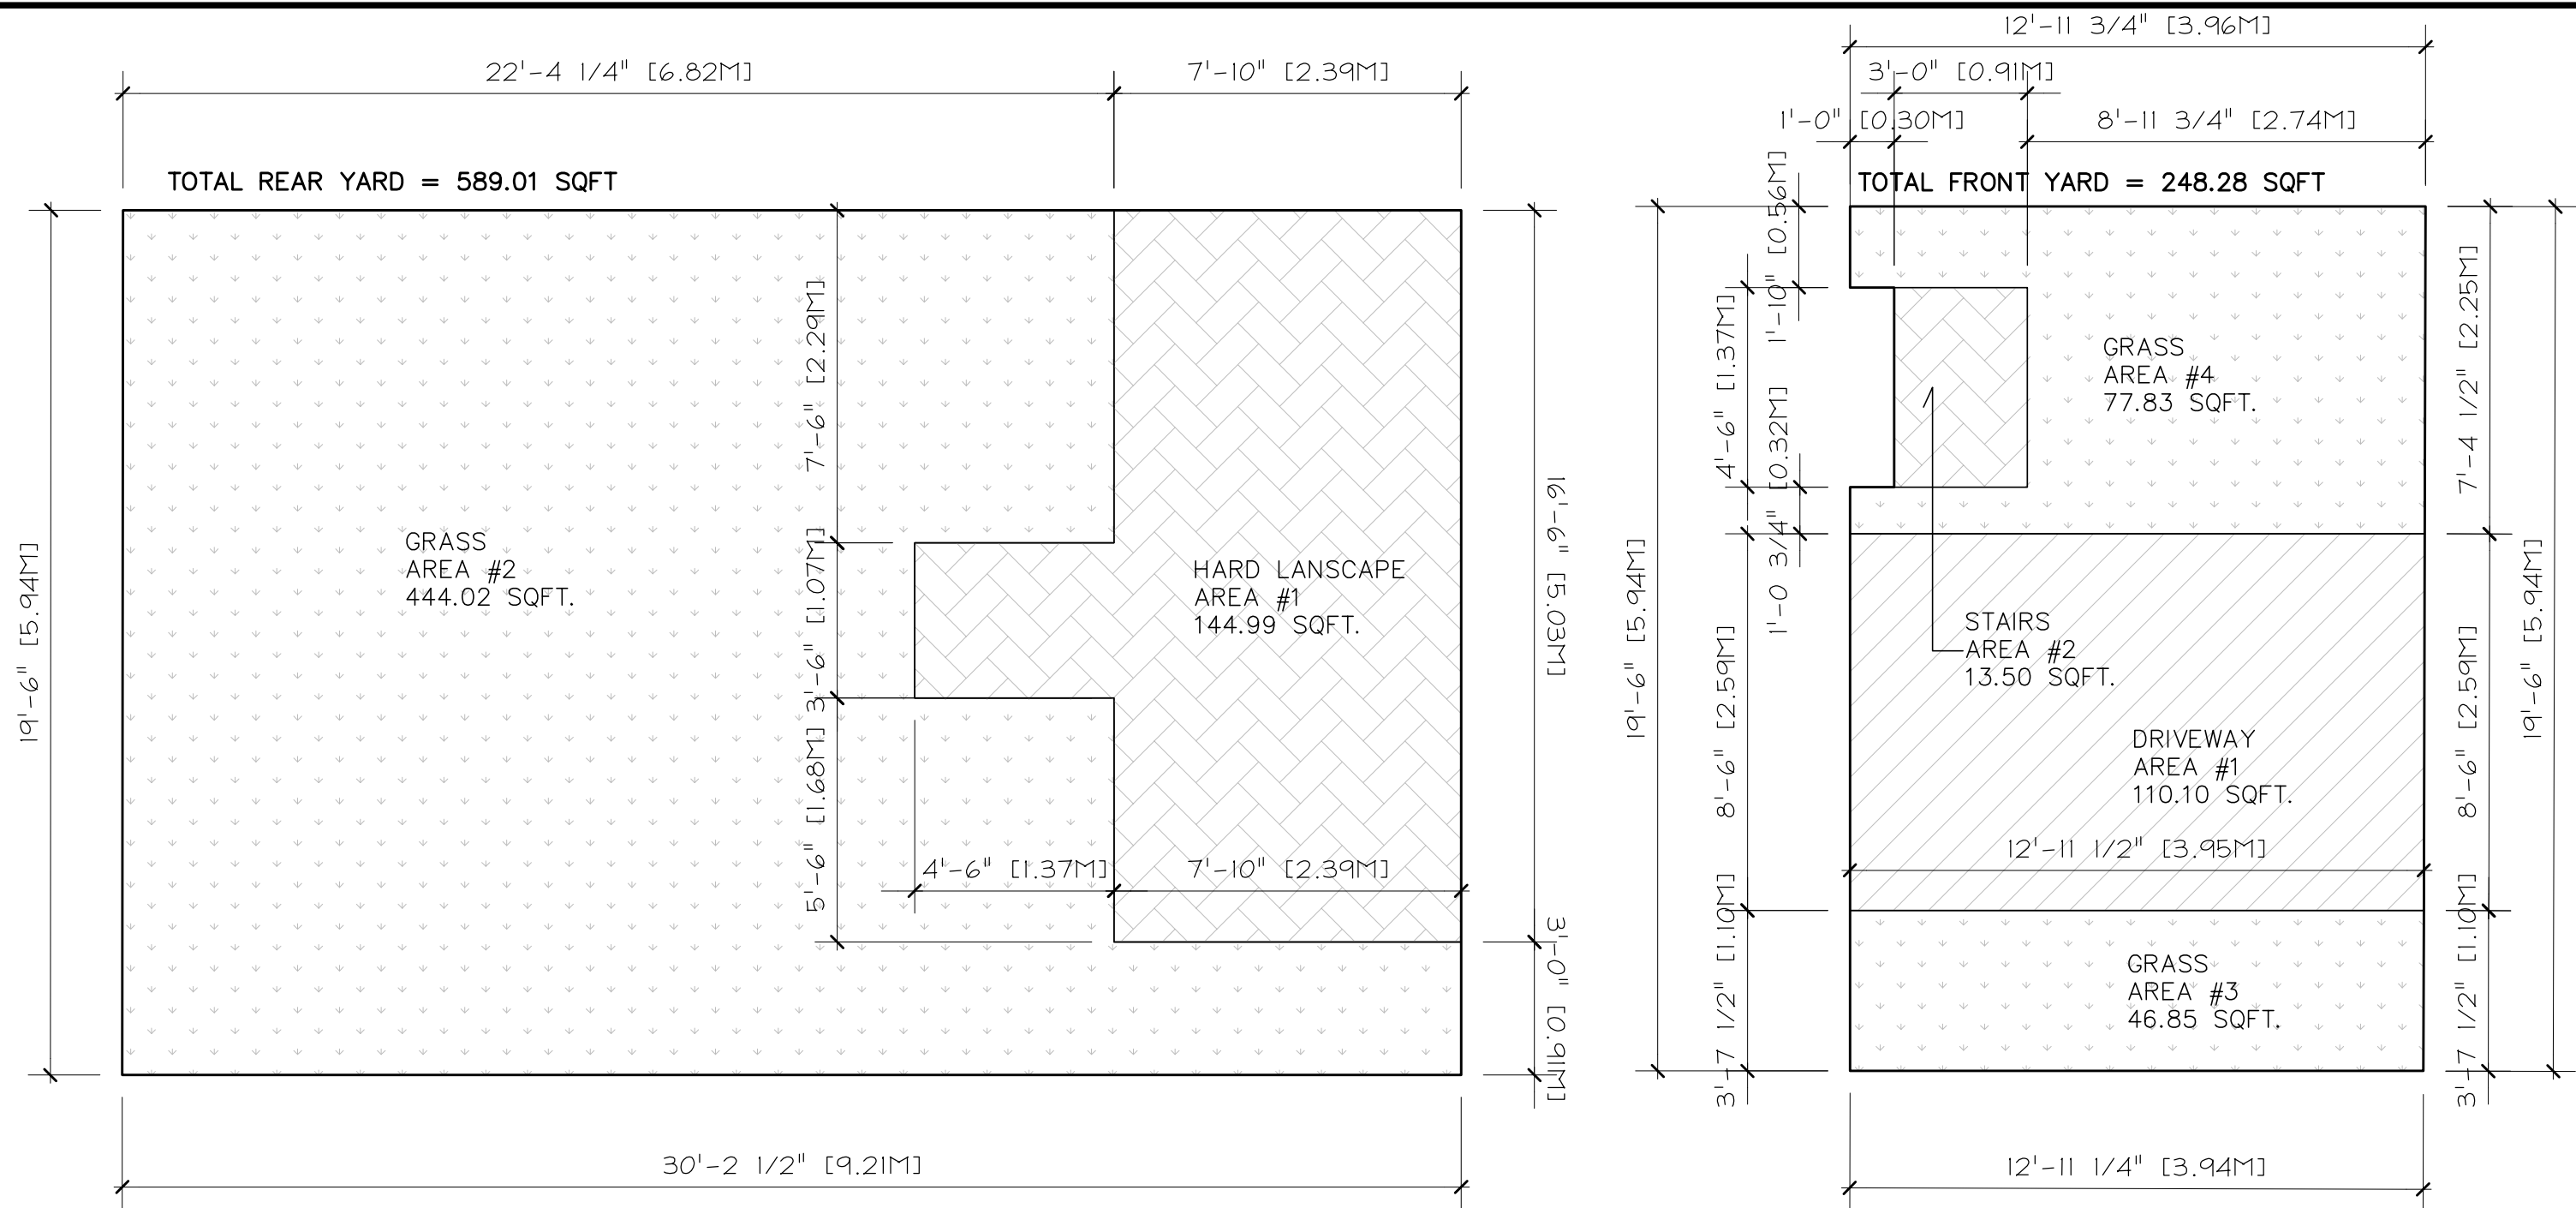 12'-11 3/4" [3.96M]
22'-4 1/4" [6.82M]
7'-10" [2.39M]
3'-0" [0.91M]
1'-0" [0.30M]
8'-11 3/4" [2.74M]
TOTAL REAR YARD = 589.01 SQFT
TOTAL FRONT YARD = 248.28 SQFT
19'-6" [5.94M]
7'-6" [2.29M]
3'-6" [1.07M]
5'-6" [1.68M]
GRASS
AREA #2
444.02 SQFT.
HARD LANSCAPE
AREA #1
144.99 SQFT.
4'-6" [1.37M]
7'-10" [2.39M]
16'-6" [5.03M]
3'-0" [0.91M]
30'-2 1/2" [9.21M]
19'-6" [5.94M]
4'-6" [1.37M]
8'-6" [2.59M]
3'-7 1/2" [1.10M]
1'-10" [0.56M]
1'-0 3/4" [0.32M]
GRASS
AREA #4
77.83 SQFT.
STAIRS
AREA #2
13.50 SQFT.
DRIVEWAY
AREA #1
110.10 SQFT.
12'-11 1/2" [3.95M]
GRASS
AREA #3
46.85 SQFT.
7'-4 1/2" [2.25M]
8'-6" [2.59M]
3'-7 1/2" [1.10M]
19'-6" [5.94M]
12'-11 1/4" [3.94M]